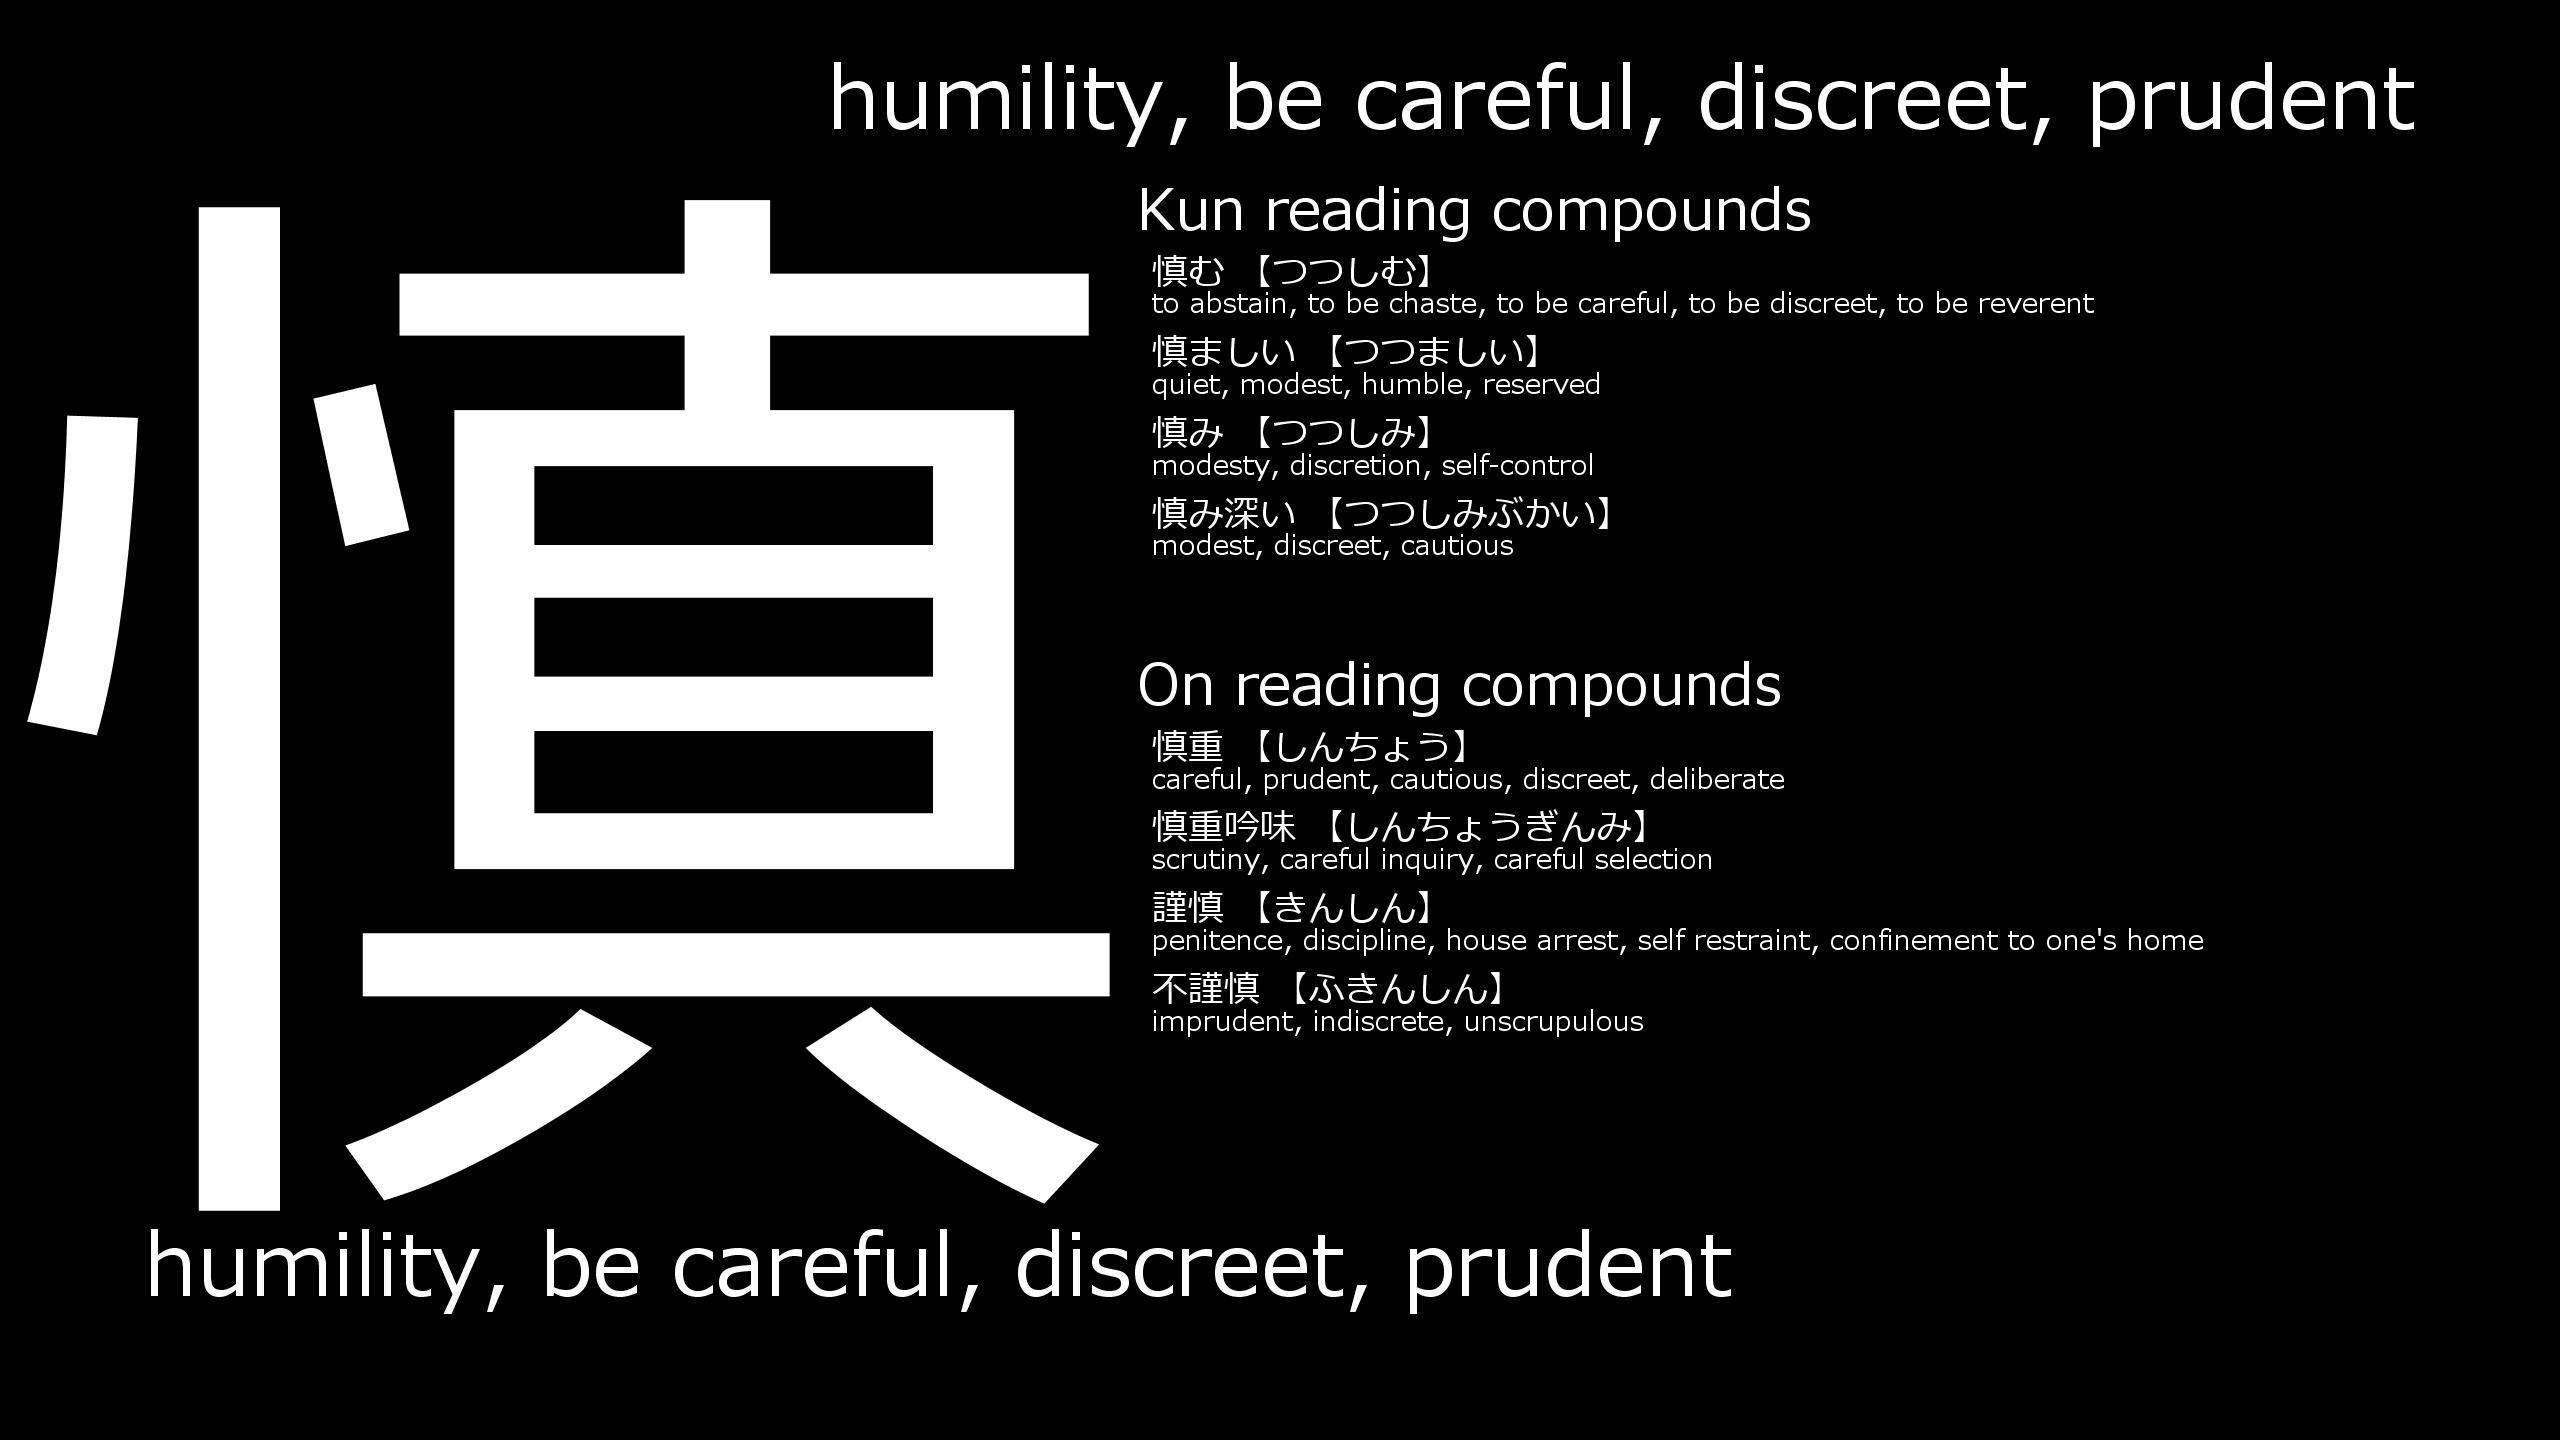 humility, be careful, discreet, prudent
慎
Kun reading compounds
慎む 【つつしむ】
to abstain, to be chaste, to be careful, to be discreet, to be reverent
慎ましい 【つつましい】
quiet, modest, humble, reserved
慎み 【つつしみ】
modesty, discretion, self-control
慎み深い 【つつしみぶかい】
modest, discreet, cautious
On reading compounds
慎重 【しんちょう】
careful, prudent, cautious, discreet, deliberate
慎重吟味 【しんちょうぎんみ】
scrutiny, careful inquiry, careful selection
謹慎 【きんしん】
penitence, discipline, house arrest, self restraint, confinement to one's home
不謹慎 【ふきんしん】
imprudent, indiscrete, unscrupulous
humility, be careful, discreet, prudent